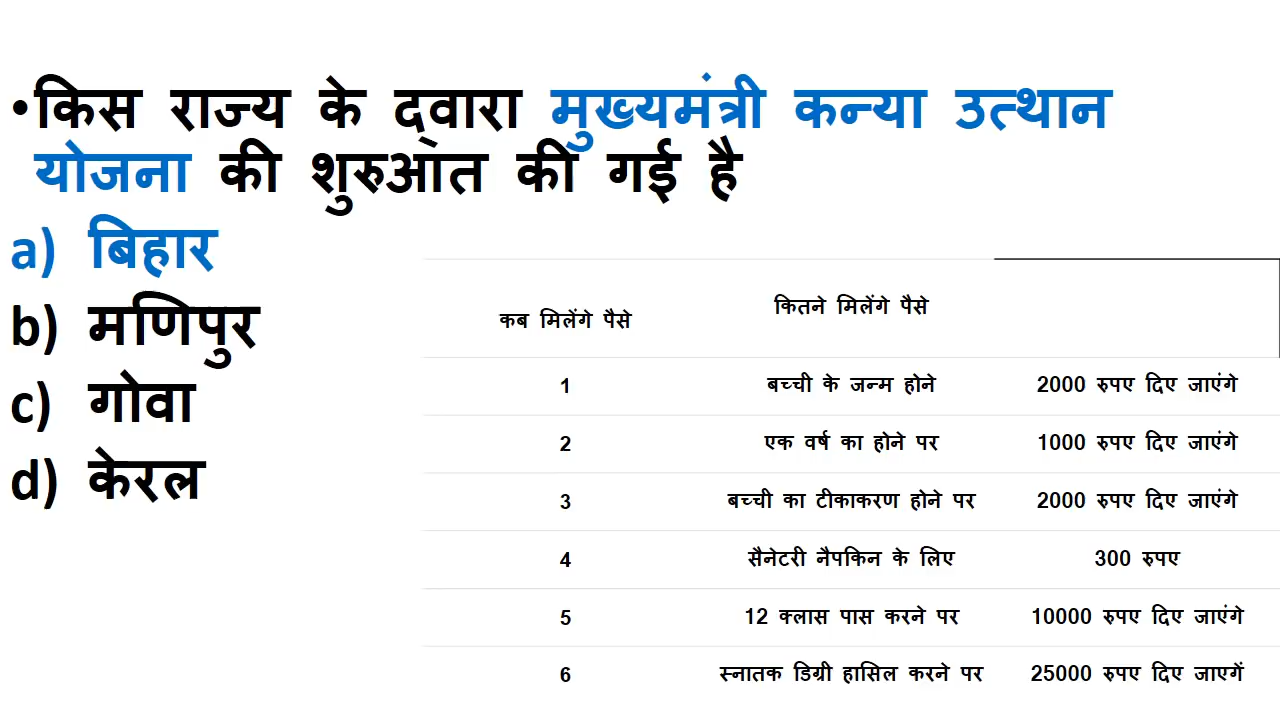 •किस राज्य के द्वारा मुख्यमंत्री कन्या उत्थान
योजना की शुरुआत की गई है
a) बिहार
b) मणिपुर
c) गोवा
d) केरल
कब मिलेंगे पैसे कितने मिलेंगे पैसे
1 बच्ची के जन्म होने 2000 रुपए दिए जाएंगे
2 एक वर्ष का होने पर 1000 रुपए दिए जाएंगे
3 बच्ची का टीकाकरण होने पर 2000 रुपए दिए जाएंगे
4 सैनेटरी नैपकिन के लिए 300 रुपए
5 12 क्लास पास करने पर 10000 रुपए दिए जाएंगे
6 स्नातक डिग्री हासिल करने पर 25000 रुपए दिए जाएगें